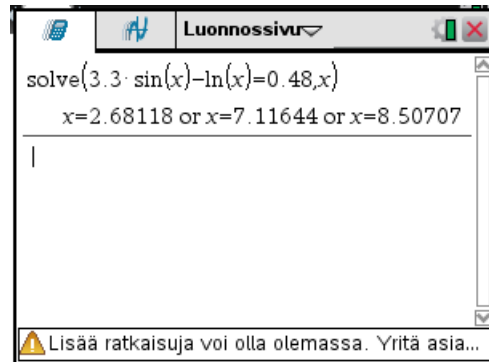 Luonnossivu
solve(3.3·sin(x)−ln(x)=0.48,x)
x=2.68118 or x=7.11644 or x=8.50707
Lisää ratkaisuja voi olla olemassa. Yritä asia...